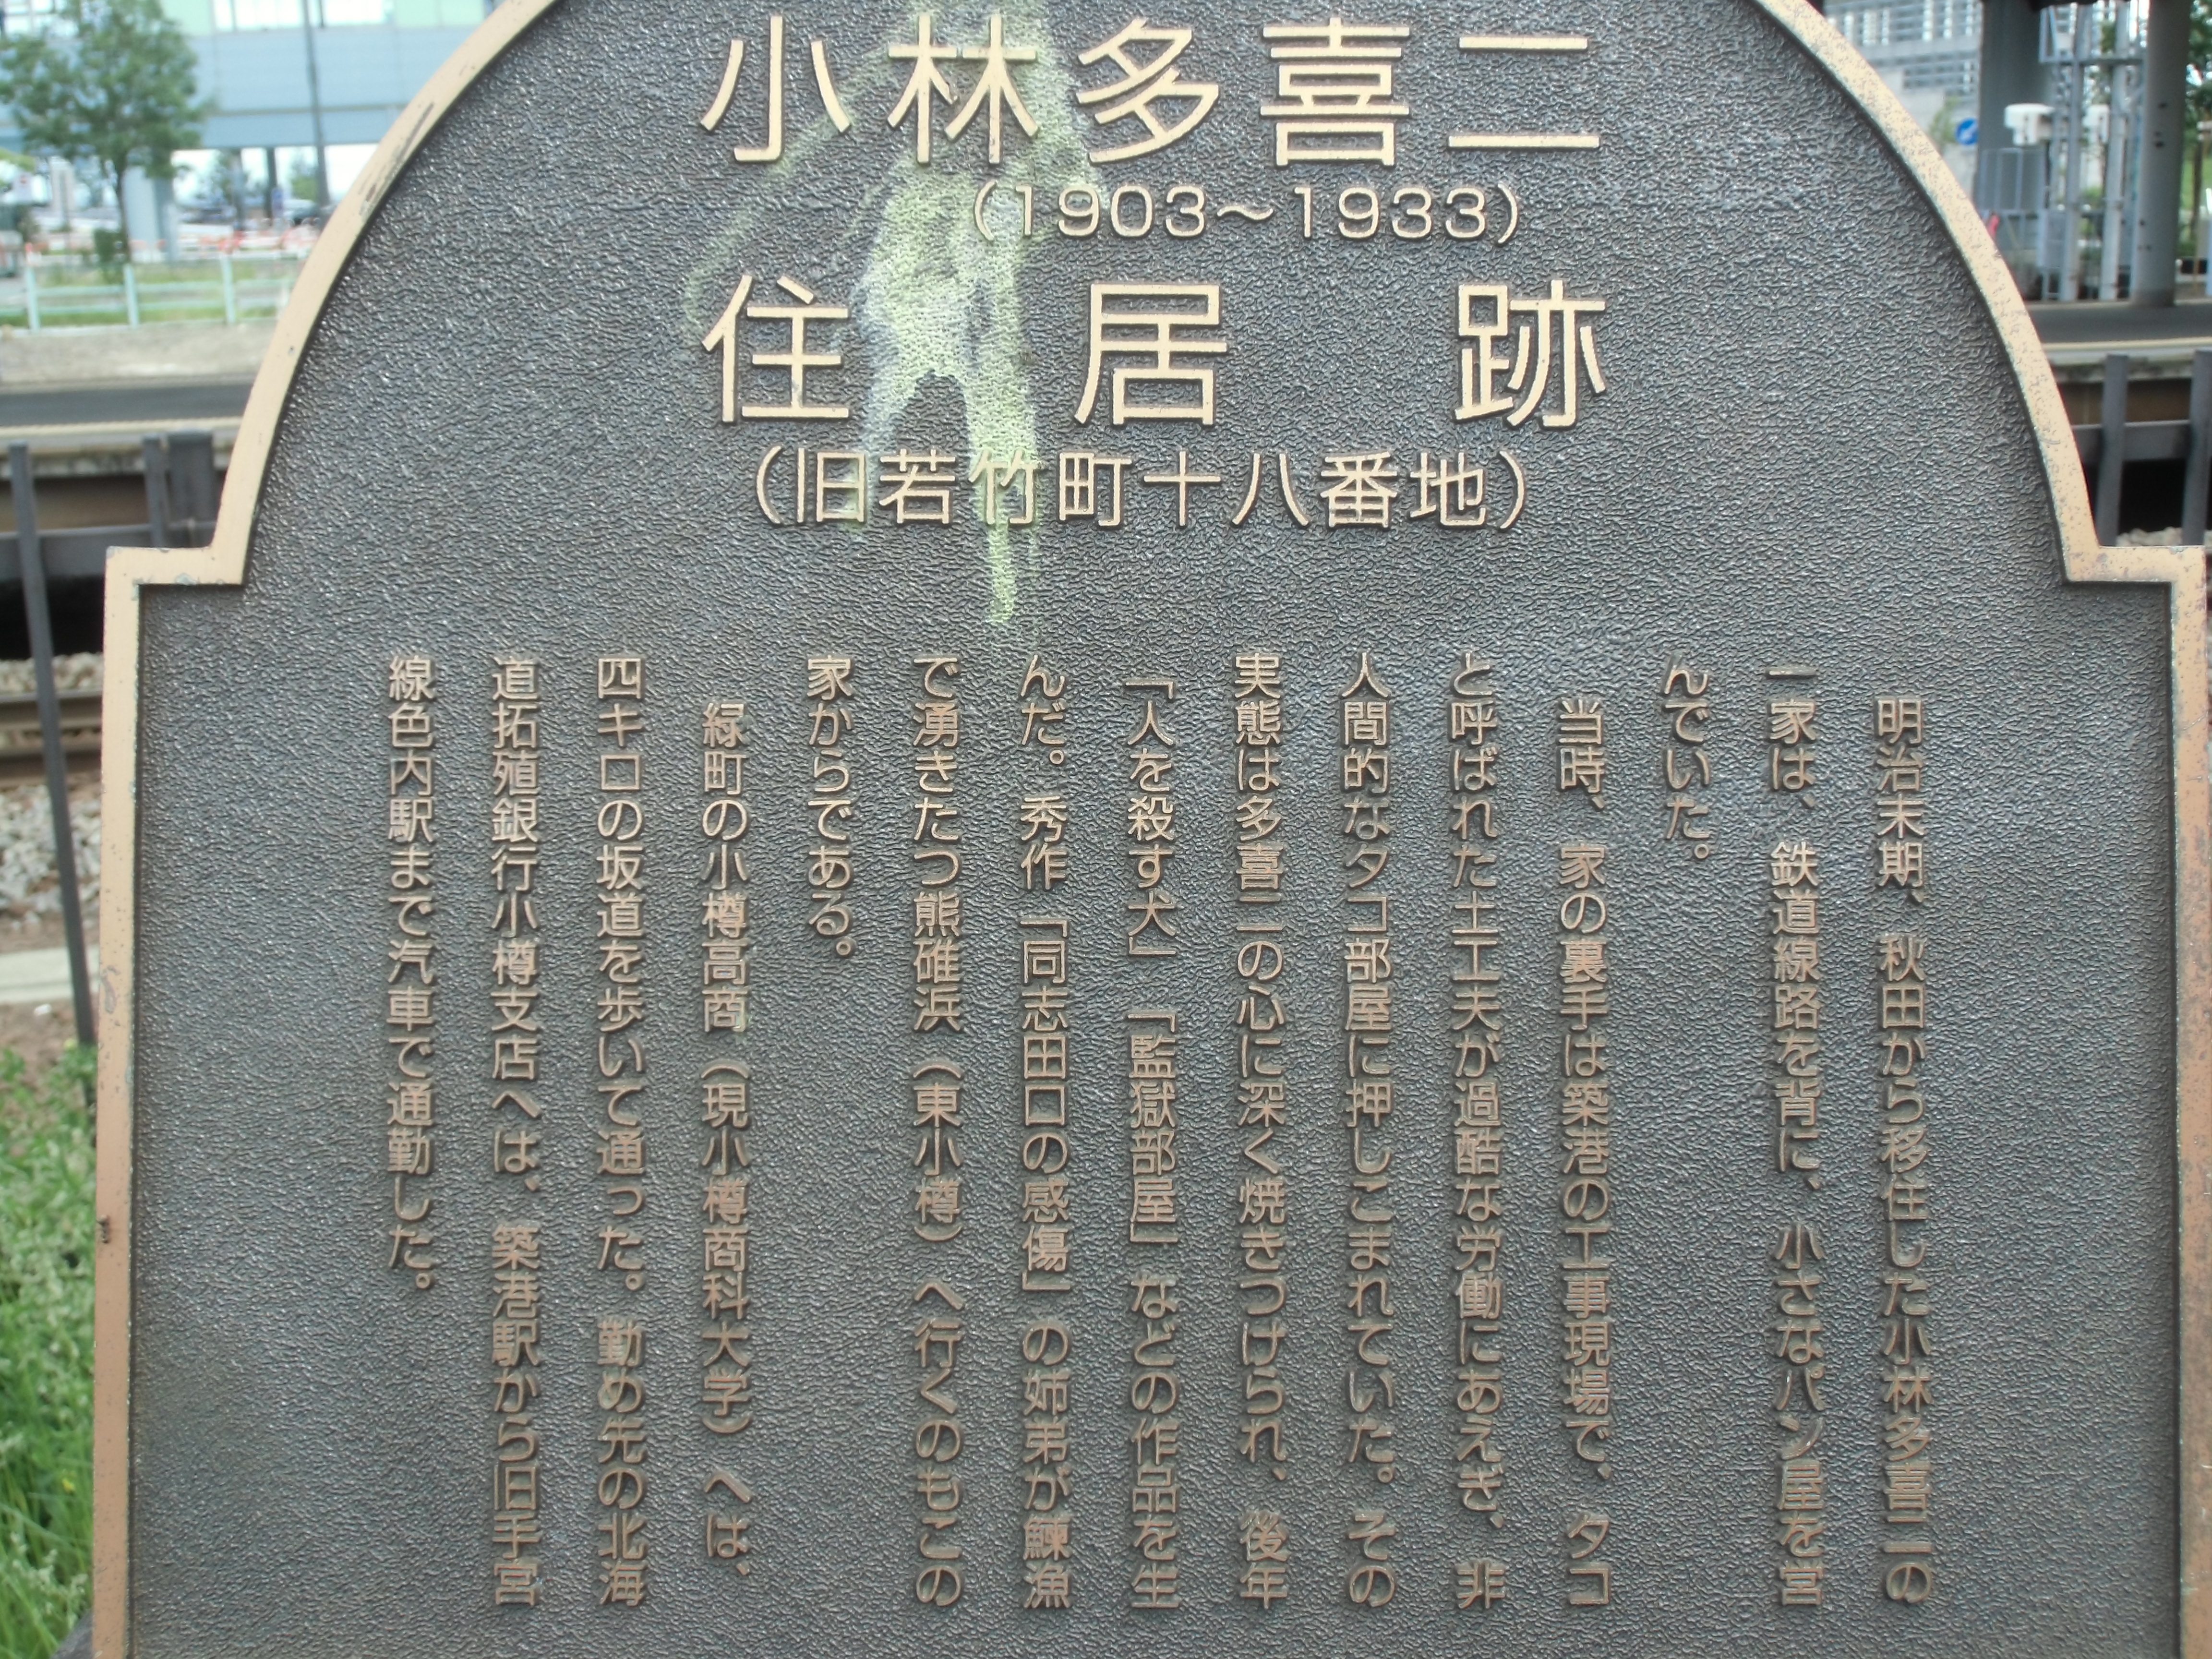 小林多喜二
(1903〜1933)
住居跡
(旧若竹町十八番地)
明治末期、秋田から移住した小林多喜二の
一家は、鉄道線路を背に、小さなパン屋を営
んでいた。
当時、家の裏手は築港の工事現場で、タコ
と呼ばれた土工夫が過酷な労働にあえぎ、非
人間的なタコ部屋に押しこまれていた。その
実態は多喜二の心に深く焼きつけられ、後年
「人を殺す犬」「監獄部屋」などの作品を生
んだ。秀作「同志田口の感傷」の姉弟が鰊漁
で湧きたつ熊碓浜（東小樽）へ行くのもこの
家からである。
緑町の小樽高商（現小樽商科大学）へは、
四キロの坂道を歩いて通った。勤め先の北海
道拓殖銀行小樽支店へは、築港駅から旧手宮
線色内駅まで汽車で通勤した。